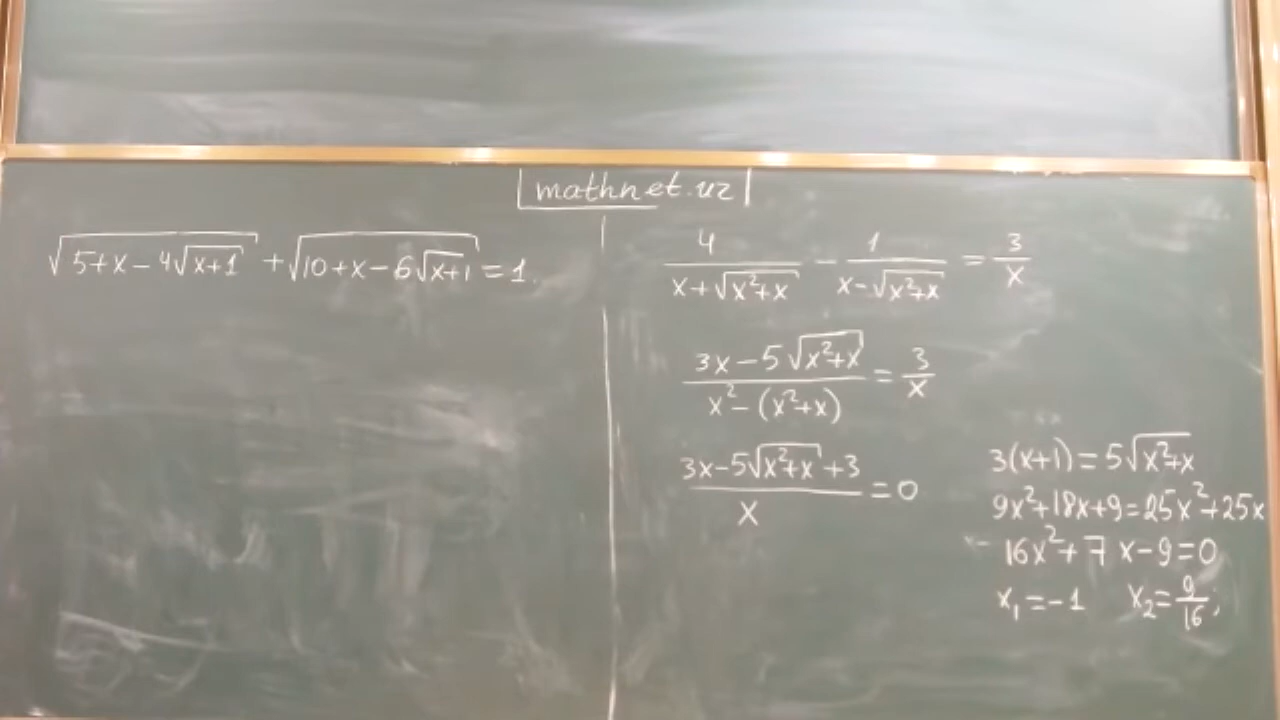 mathnet.uz
√(5+x-4√(x+1)) + √(10+x-6√(x+1)) = 1.
4/(x+√(x²+x)) - 1/(x-√(x²+x)) = 3/x
(3x-5√(x²+x))/(x²-(x²+x)) = 3/x
(3x-5√(x²+x)+3)/x = 0
3(x+1)=5√(x²+x)
9x²+18x+9=25x²+25x
16x²+7x-9=0
x₁=-1 x₂=9/16;